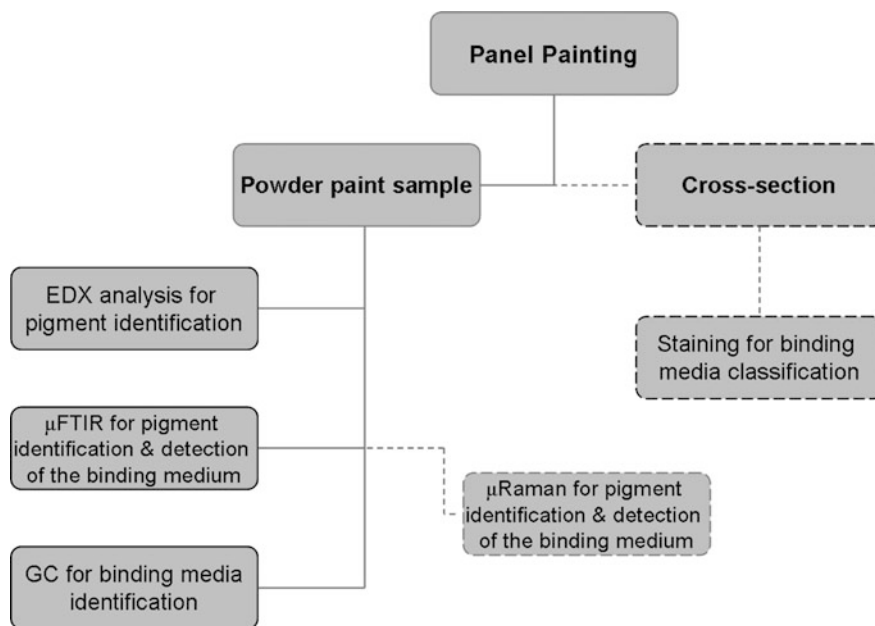 Panel Painting
Powder paint sample
Cross-section
EDX analysis for
pigment identification
Staining for binding
media classification
μFTIR for pigment
identification & detection
of the binding medium
μRaman for pigment
identification & detection
of the binding medium
GC for binding media
identification